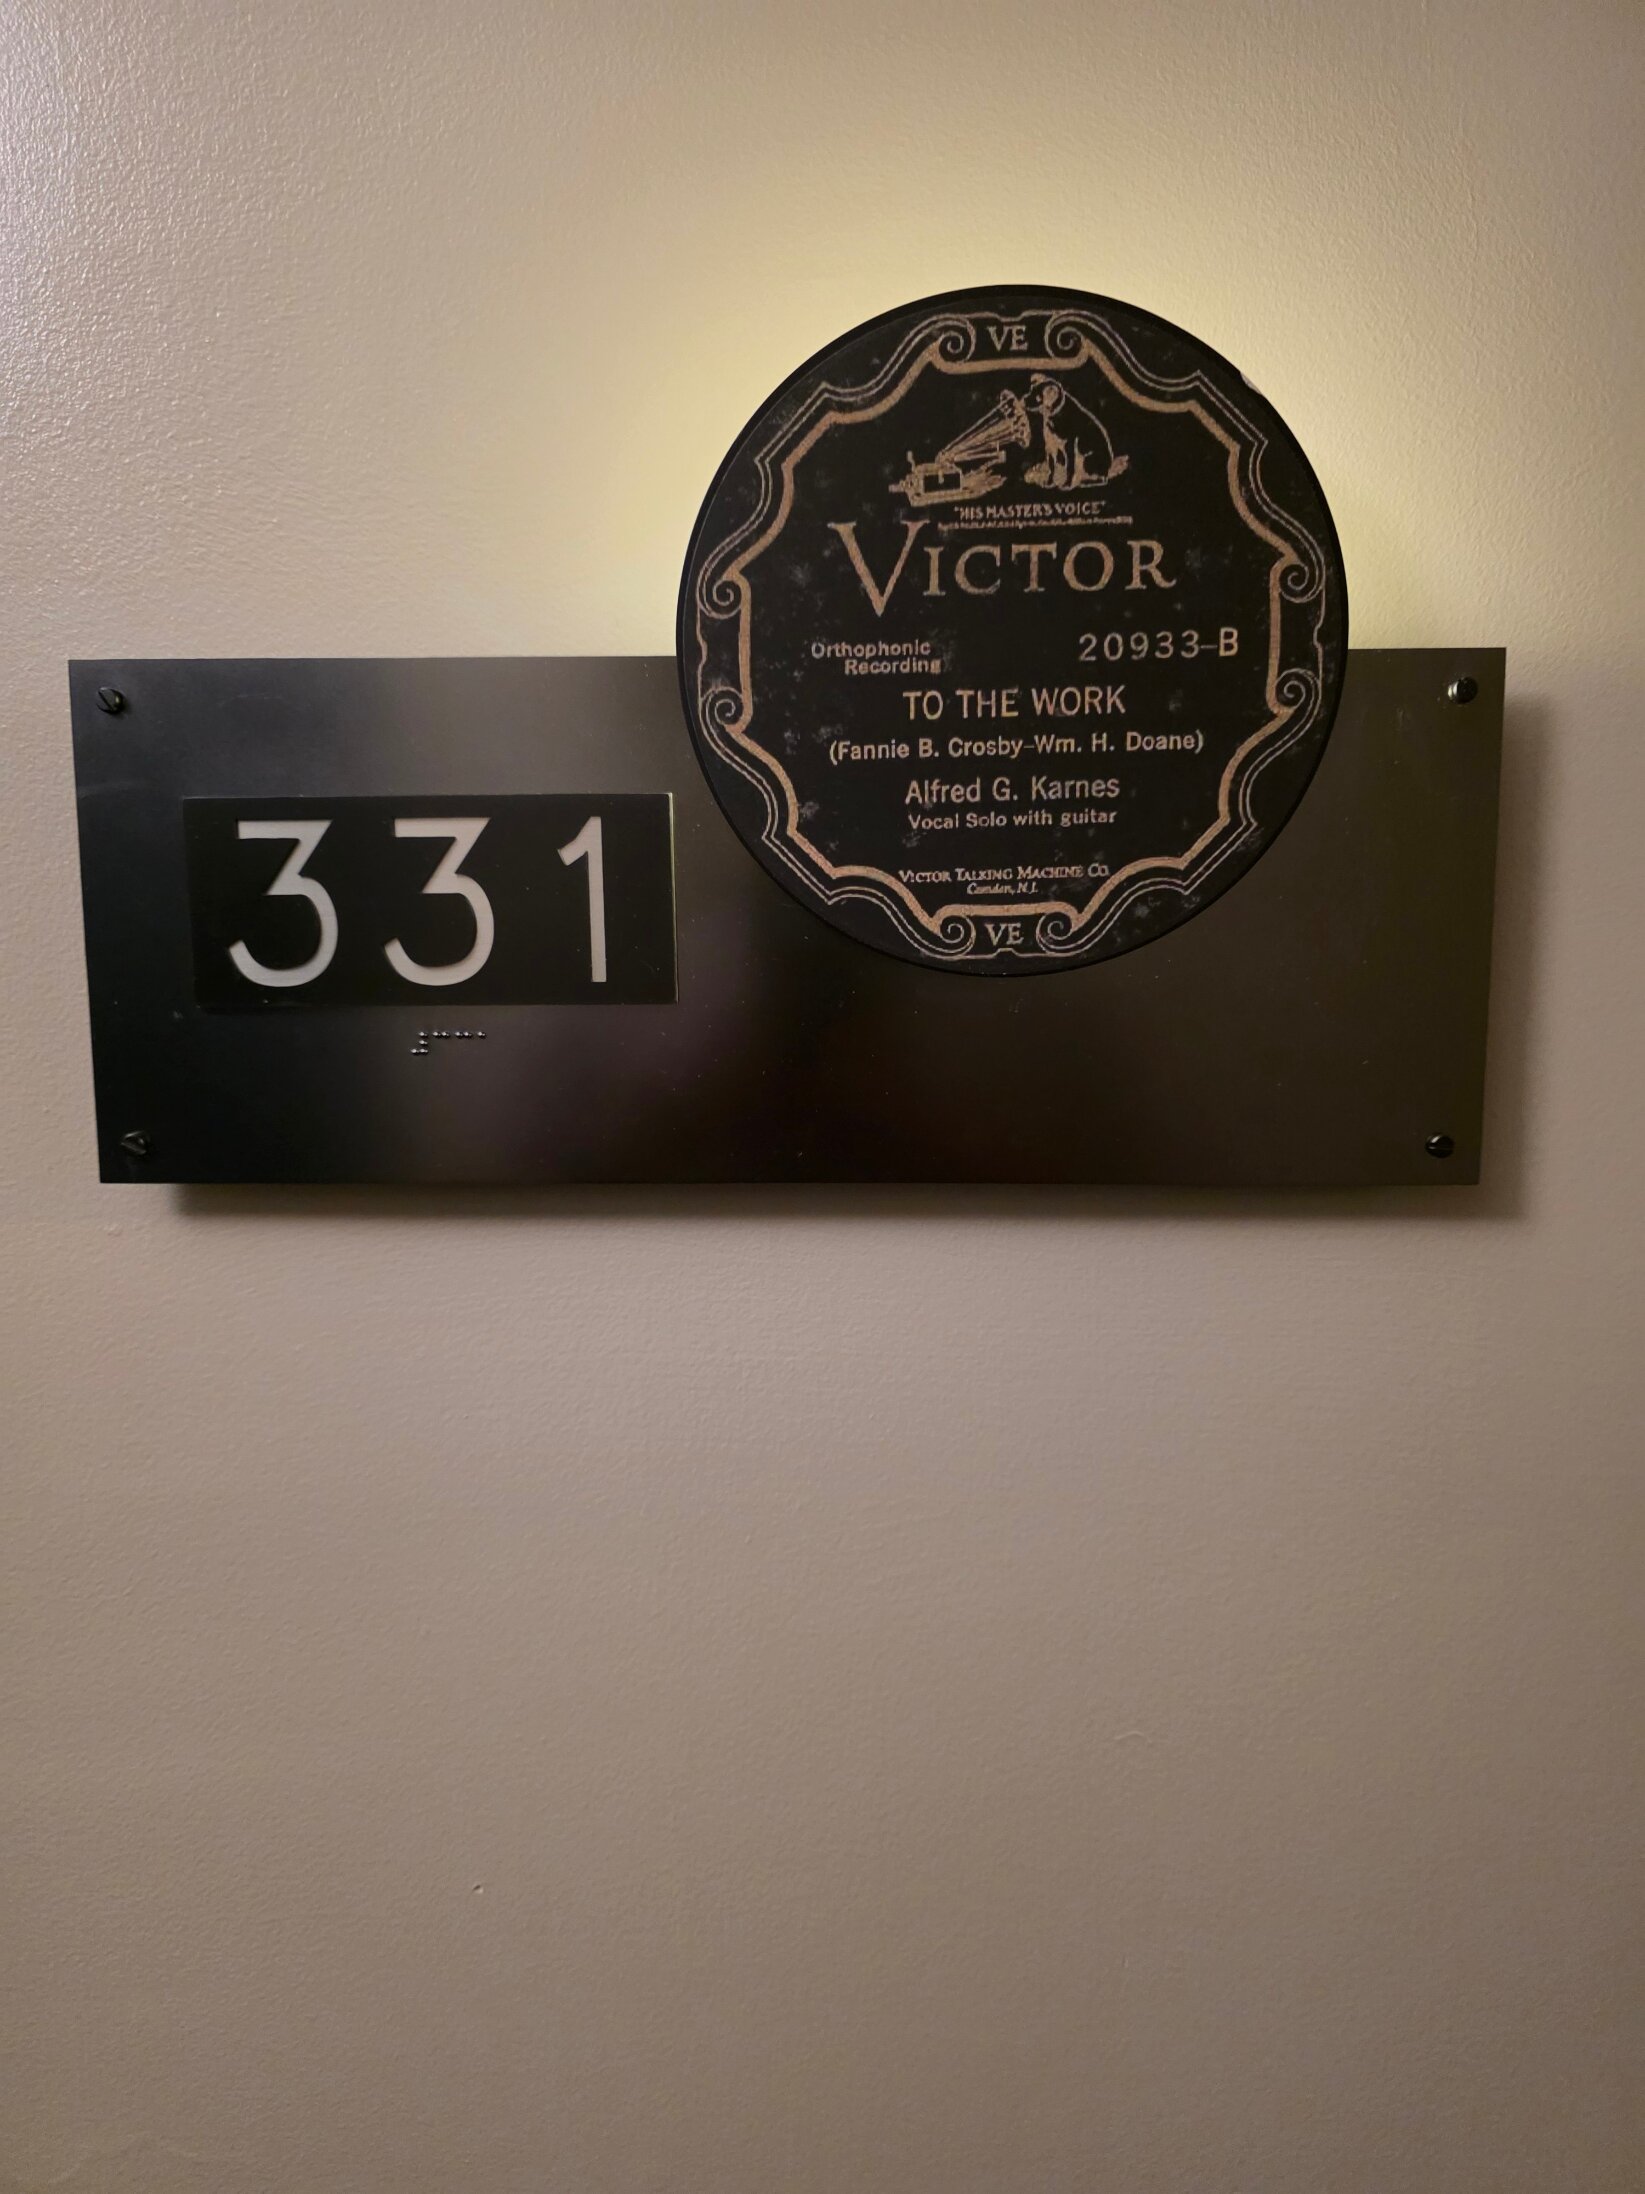 VE
"HIS MASTER'S VOICE"
VICTOR
Orthophonic
Recording
20933-B
TO THE WORK
(Fannie B. Crosby-Wm. H. Doane)
Alfred G. Karnes
Vocal Solo with guitar
VICTOR TALKING MACHINE CO.
Camden, N.J.
VE
331
⠼⠉⠉⠁